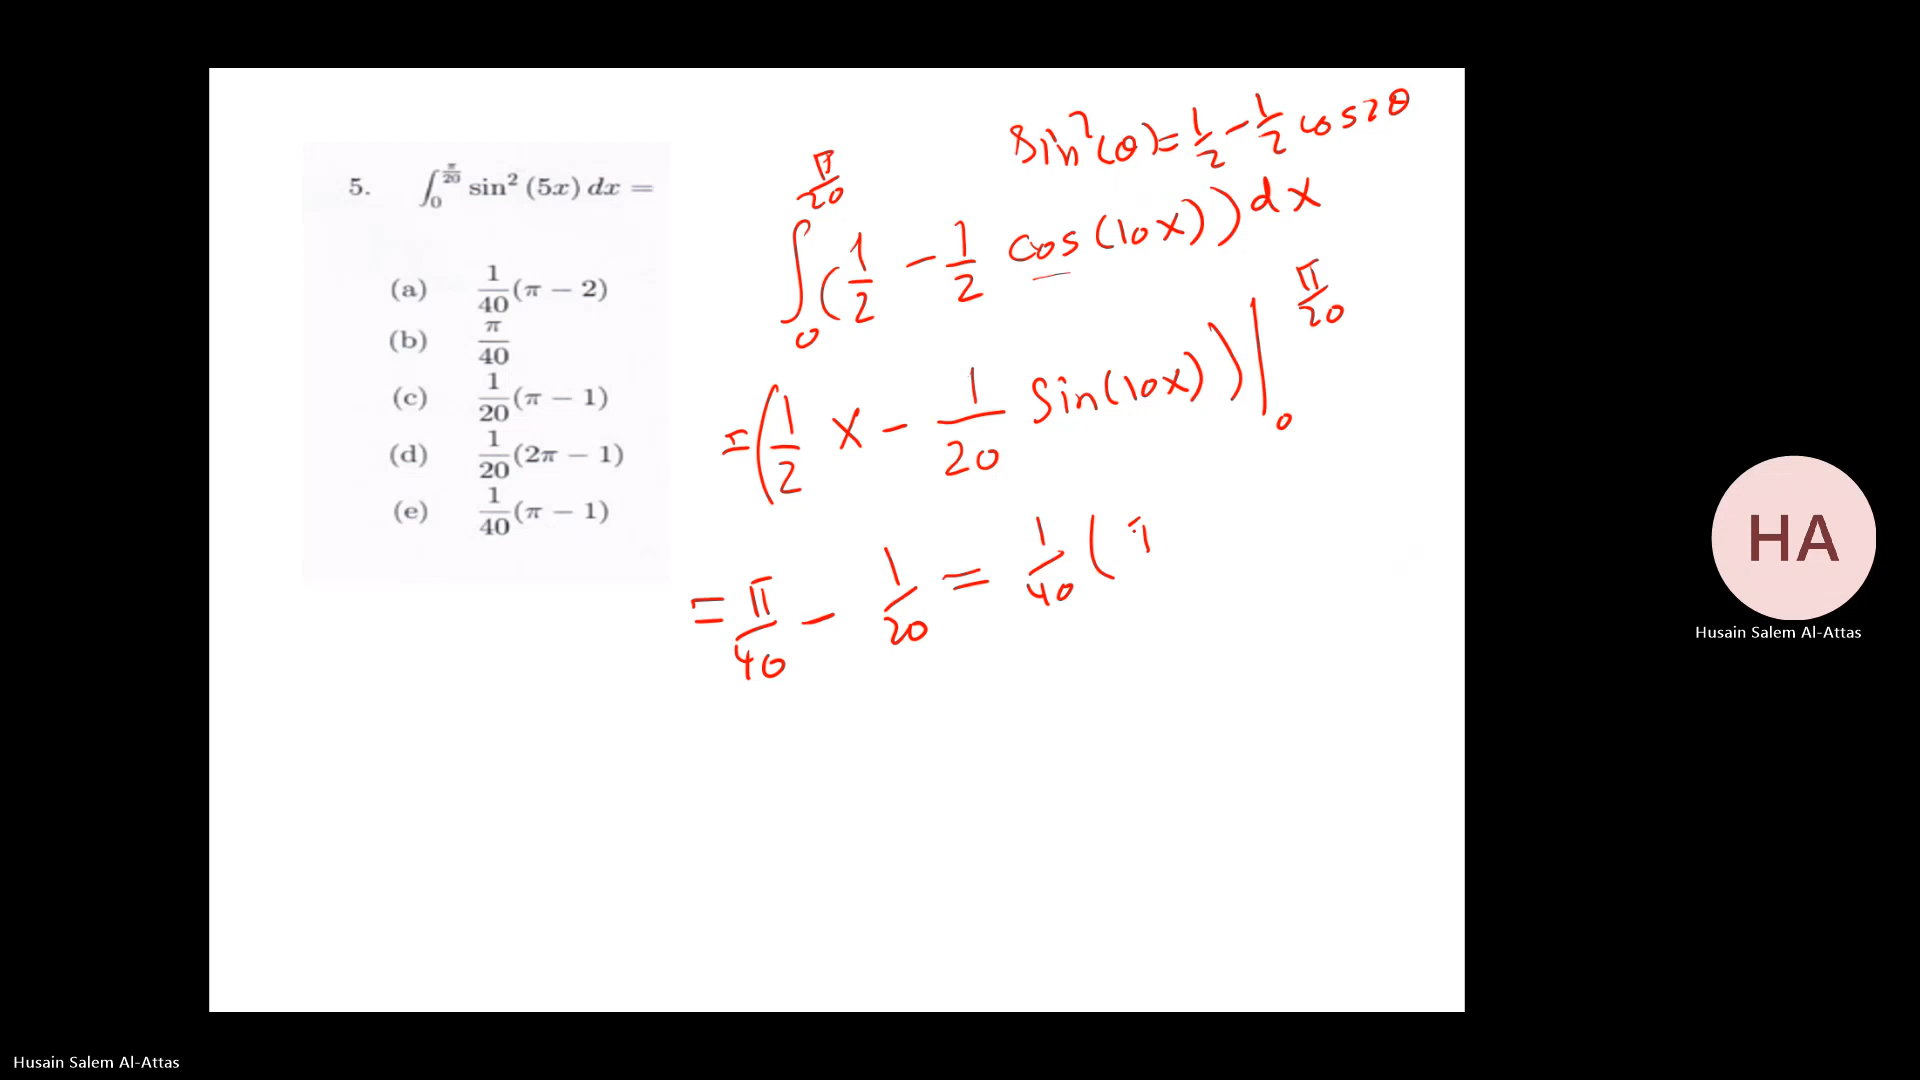 5. ∫₀^(π/20) sin² (5x) dx =
(a) 1/40 (π − 2)
(b) π/40
(c) 1/20 (π − 1)
(d) 1/20 (2π − 1)
(e) 1/40 (π − 1)
sin²(θ) = 1/2 − 1/2 cos2θ
∫₀^(π/20) (1/2 − 1/2 cos(10x)) dx
= (1/2 x − 1/20 sin(10x)) |₀^(π/20)
= π/40 − 1/20 = 1/40 ( π
HA
Husain Salem Al-Attas
Husain Salem Al-Attas